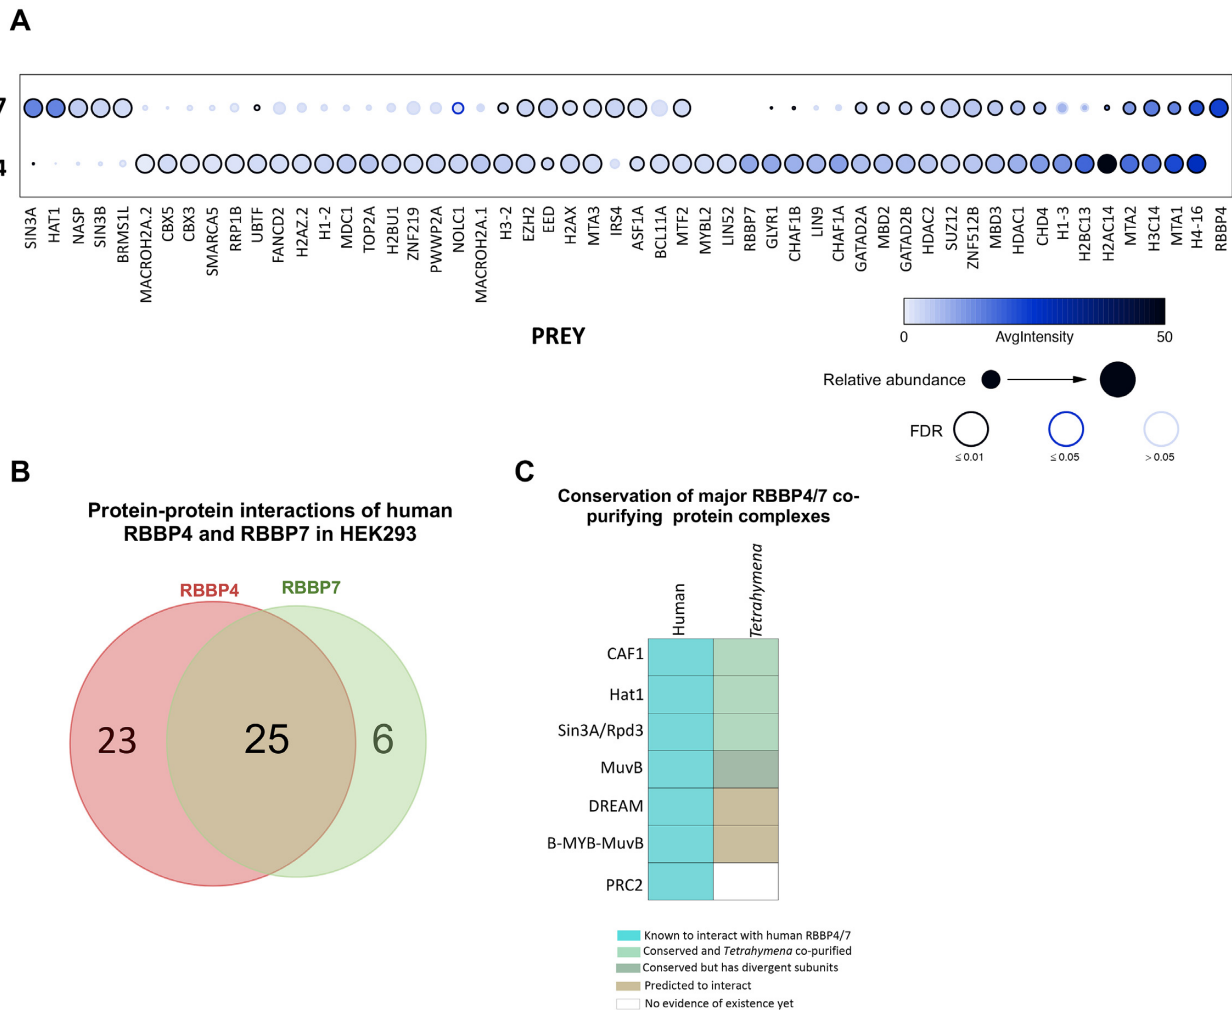 A
7
4
SIN3A
HAT1
NASP
SIN3B
BRMS1L
MACROH2A.2
CBX5
CBX3
SMARCA5
RRP1B
UBTF
FANCD2
H2AZ.2
H1-2
MDC1
TOP2A
H2BU1
ZNF219
PWWP2A
NOLC1
MACROH2A.1
H3-2
EZH2
EED
H2AX
MTA3
IRS4
ASF1A
BCL11A
MTF2
MYBL2
LIN52
RBBP7
GLYR1
CHAF1B
LIN9
CHAF1A
GATAD2A
MBD2
GATAD2B
HDAC2
SUZ12
ZNF512B
MBD3
HDAC1
CHD4
H1-3
H2BC13
H2AC14
MTA2
H3C14
MTA1
H4-16
RBBP4
PREY
0 AvgIntensity 50
Relative abundance
FDR
≤ 0.01 ≤ 0.05 > 0.05
B
Protein-protein interactions of human
RBBP4 and RBBP7 in HEK293
RBBP4 RBBP7
23 25 6
C
Conservation of major RBBP4/7 co-
purifying protein complexes
Human
Tetrahymena
CAF1
Hat1
Sin3A/Rpd3
MuvB
DREAM
B-MYB-MuvB
PRC2
Known to interact with human RBBP4/7
Conserved and Tetrahymena co-purified
Conserved but has divergent subunits
Predicted to interact
No evidence of existence yet